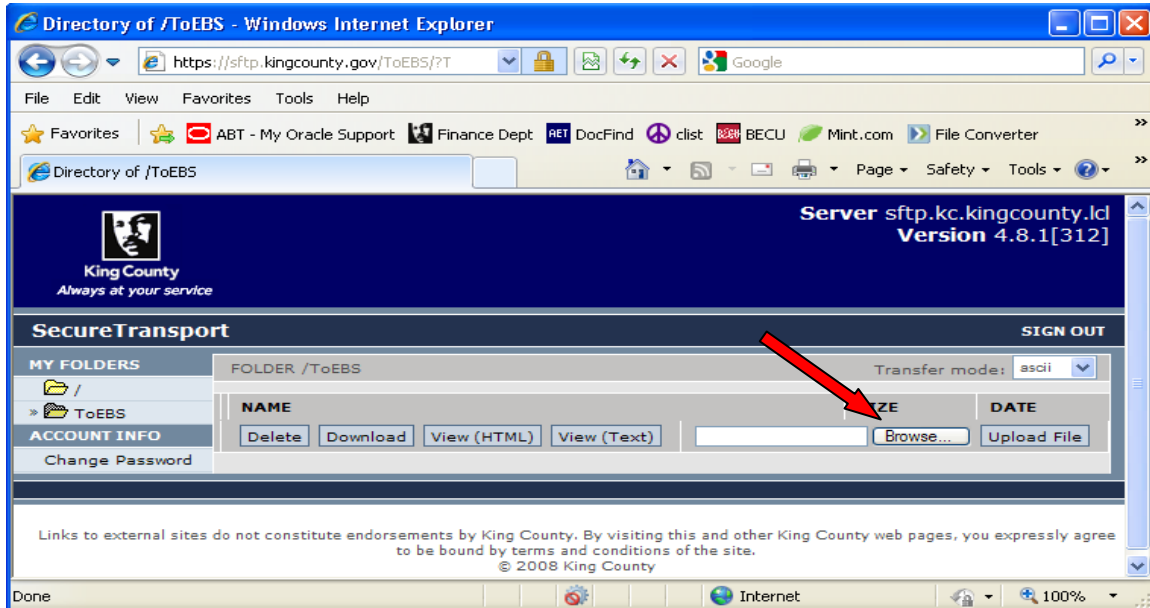 Directory of /ToEBS - Windows Internet Explorer
https://sftp.kingcounty.gov/ToEBS/?T
Google
File Edit View Favorites Tools Help
Favorites ABT - My Oracle Support Finance Dept AET DocFind clist BECU Mint.com File Converter »
Directory of /ToEBS Page Safety Tools »
Server sftp.kc.kingcounty.lcl
Version 4.8.1[312]
King County
Always at your service
SecureTransport SIGN OUT
MY FOLDERS FOLDER /ToEBS Transfer mode: ascii
/
» ToEBS NAME IZE DATE
ACCOUNT INFO Delete Download View (HTML) View (Text) Browse... Upload File
Change Password
Links to external sites do not constitute endorsements by King County. By visiting this and other King County web pages, you expressly agree
to be bound by terms and conditions of the site.
© 2008 King County
Done Internet 100%